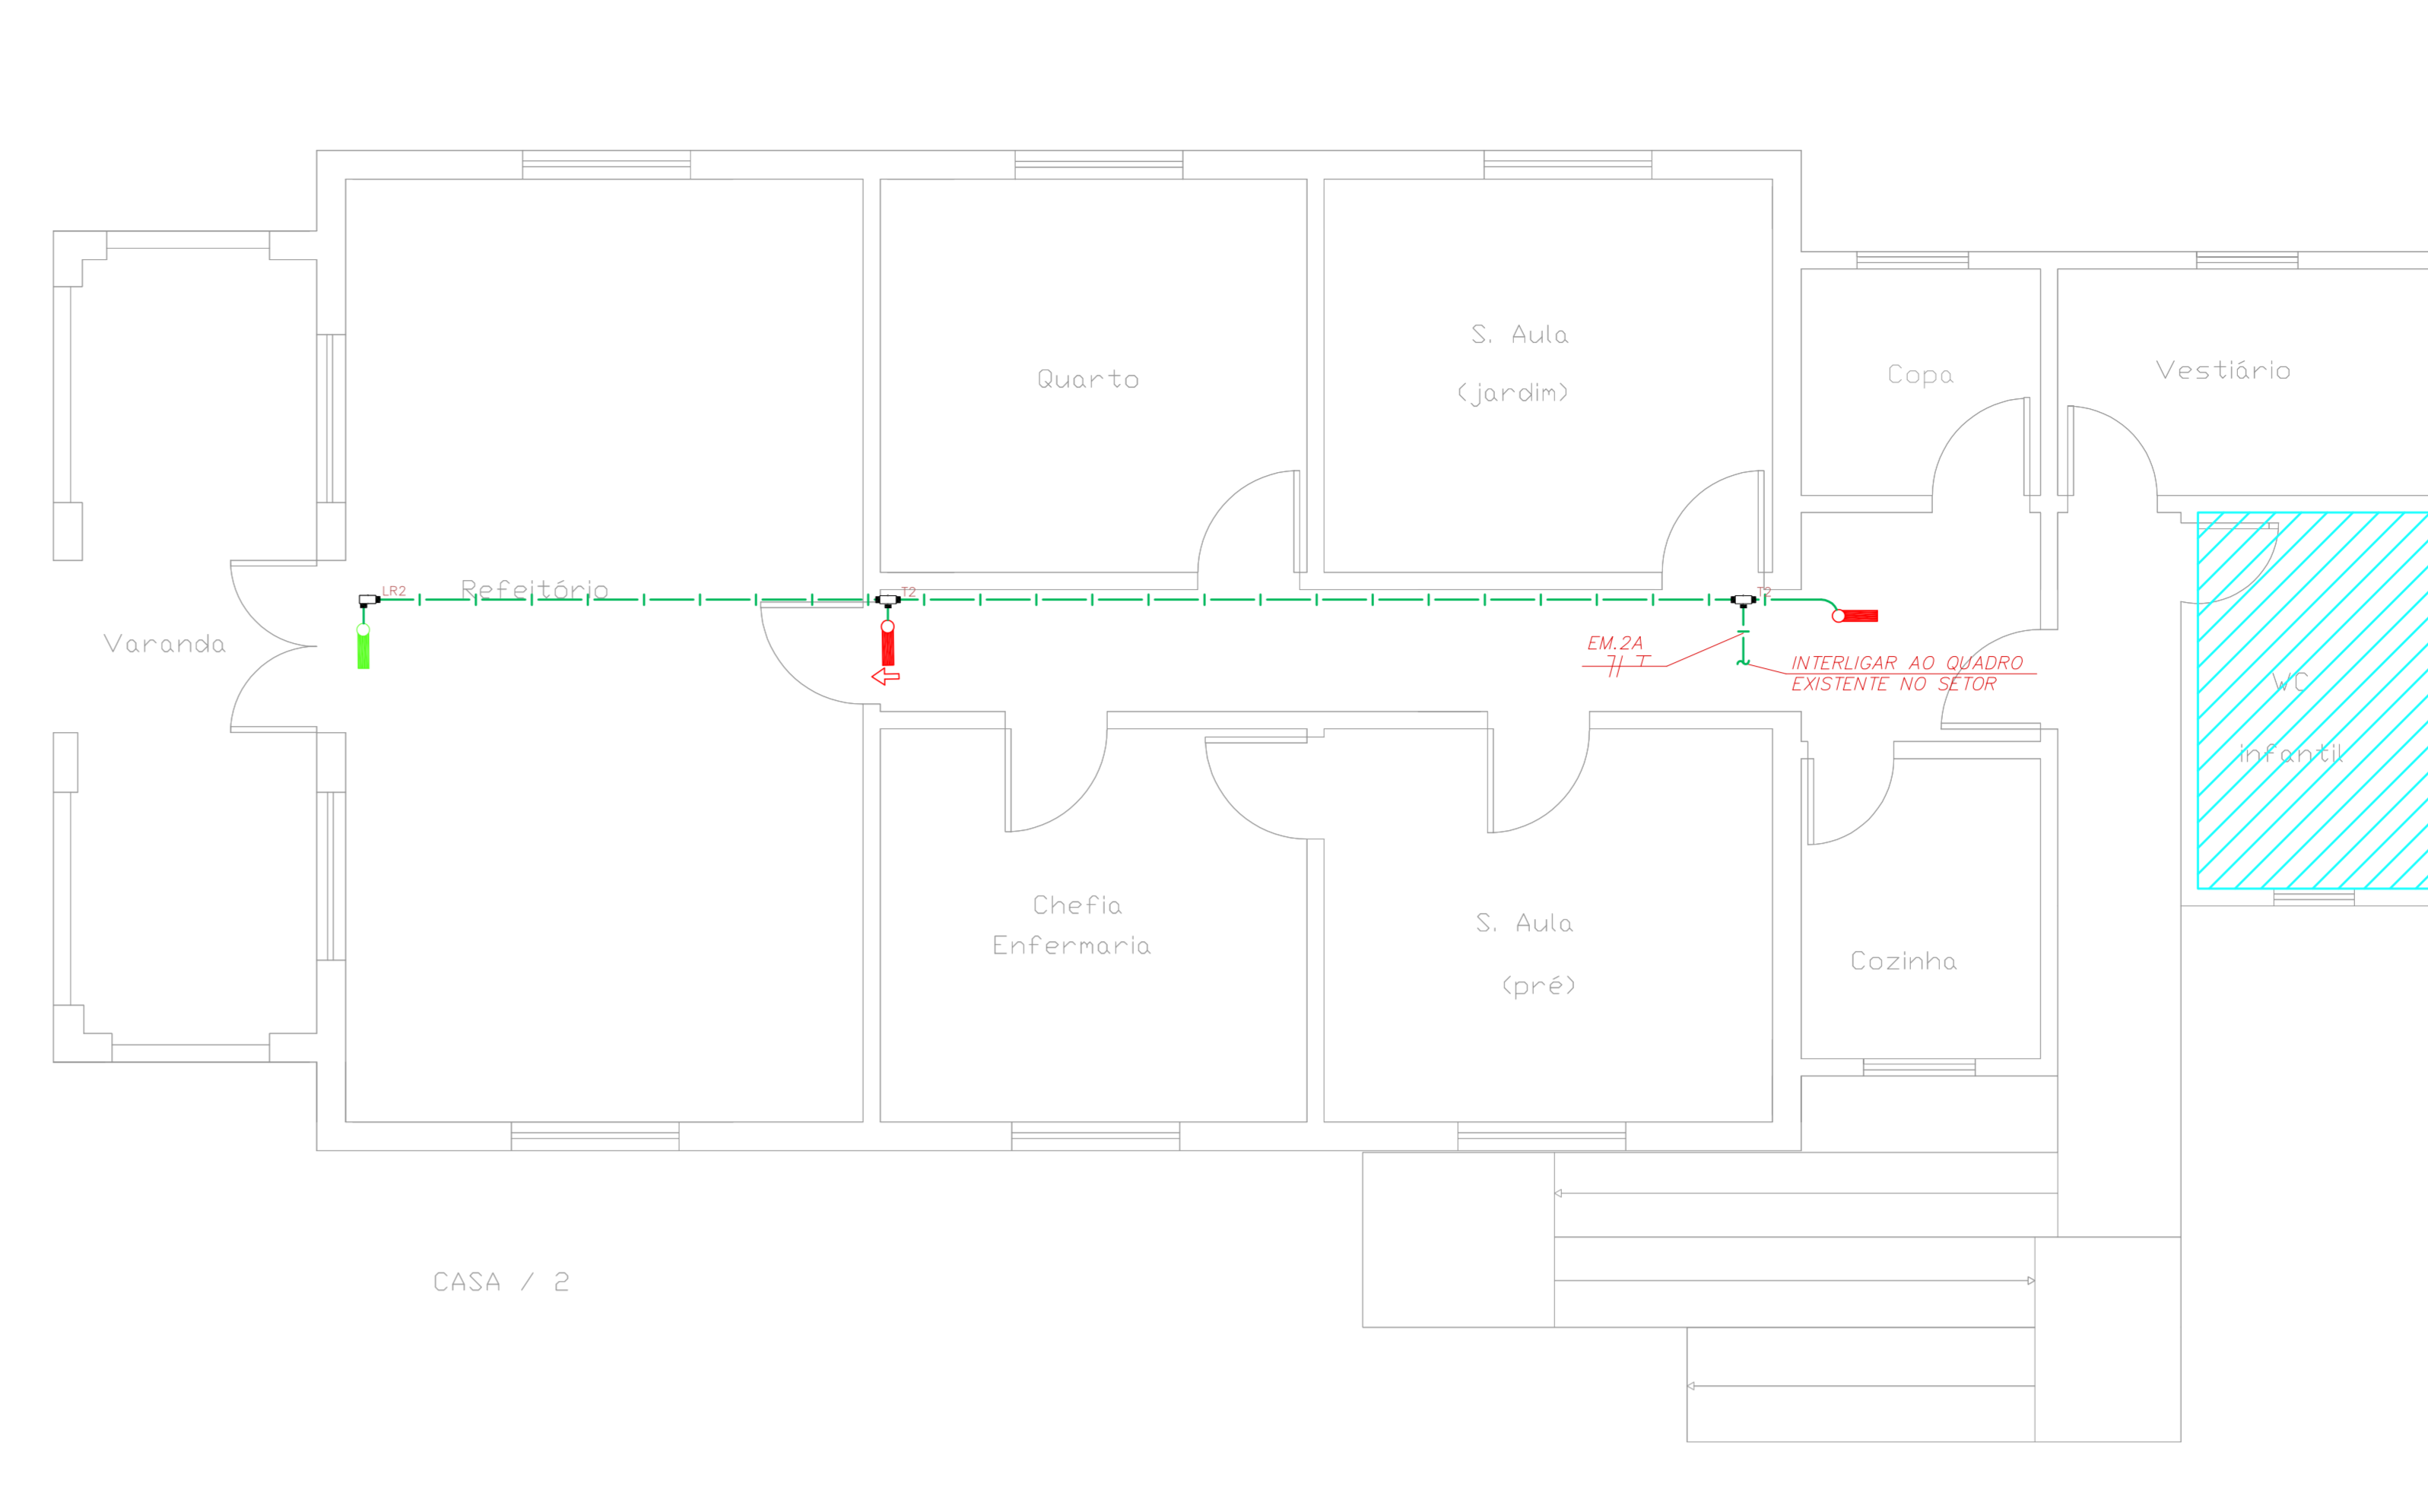 S. Aula
(jardim)
Quarto
Copa
Vestiário
LR2
Refeitório
T2
T2
Varanda
EM.2A
INTERLIGAR AO QUADRO
EXISTENTE NO SETOR
WC
infantil
Chefia
Enfermaria
S. Aula
(pré)
Cozinha
CASA / 2